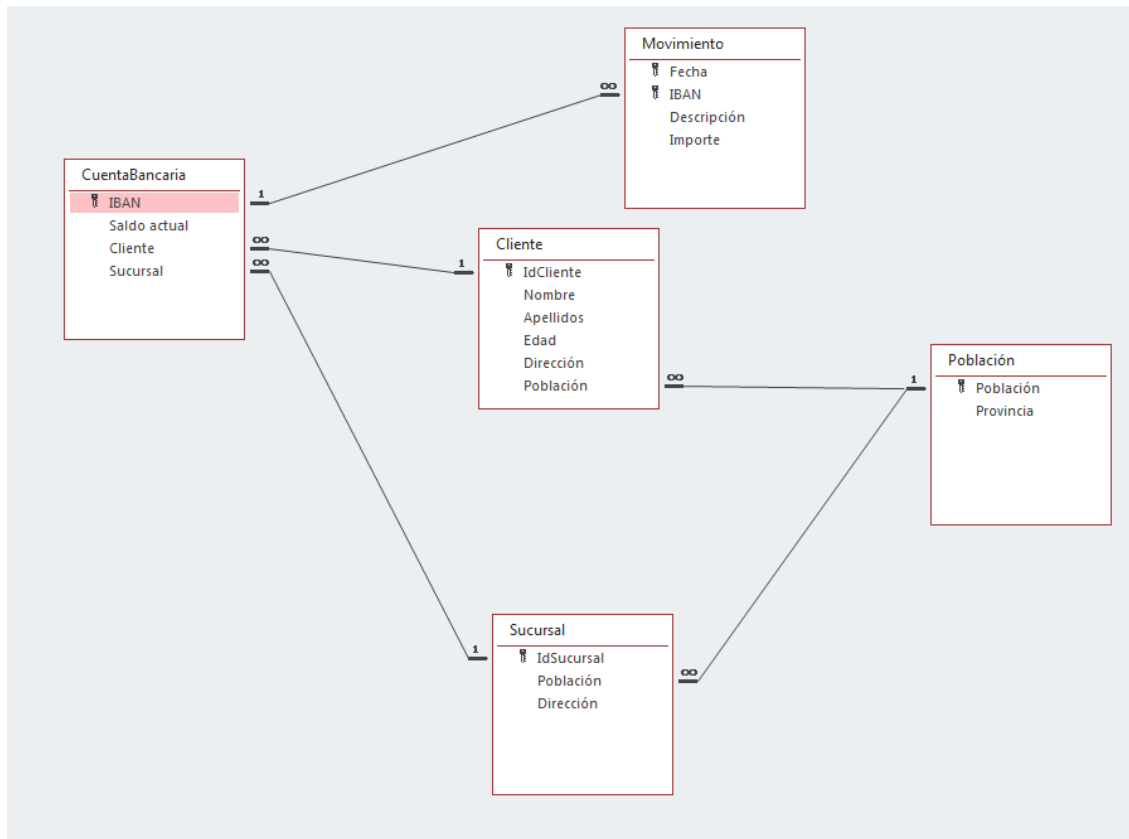 Movimiento
Fecha
IBAN
Descripción
Importe
CuentaBancaria
IBAN
Saldo actual
Cliente
Sucursal
1
∞
∞
∞
Cliente
IdCliente
Nombre
Apellidos
Edad
Dirección
Población
1
∞
Población
Población
Provincia
1
Sucursal
IdSucursal
Población
Dirección
1
∞